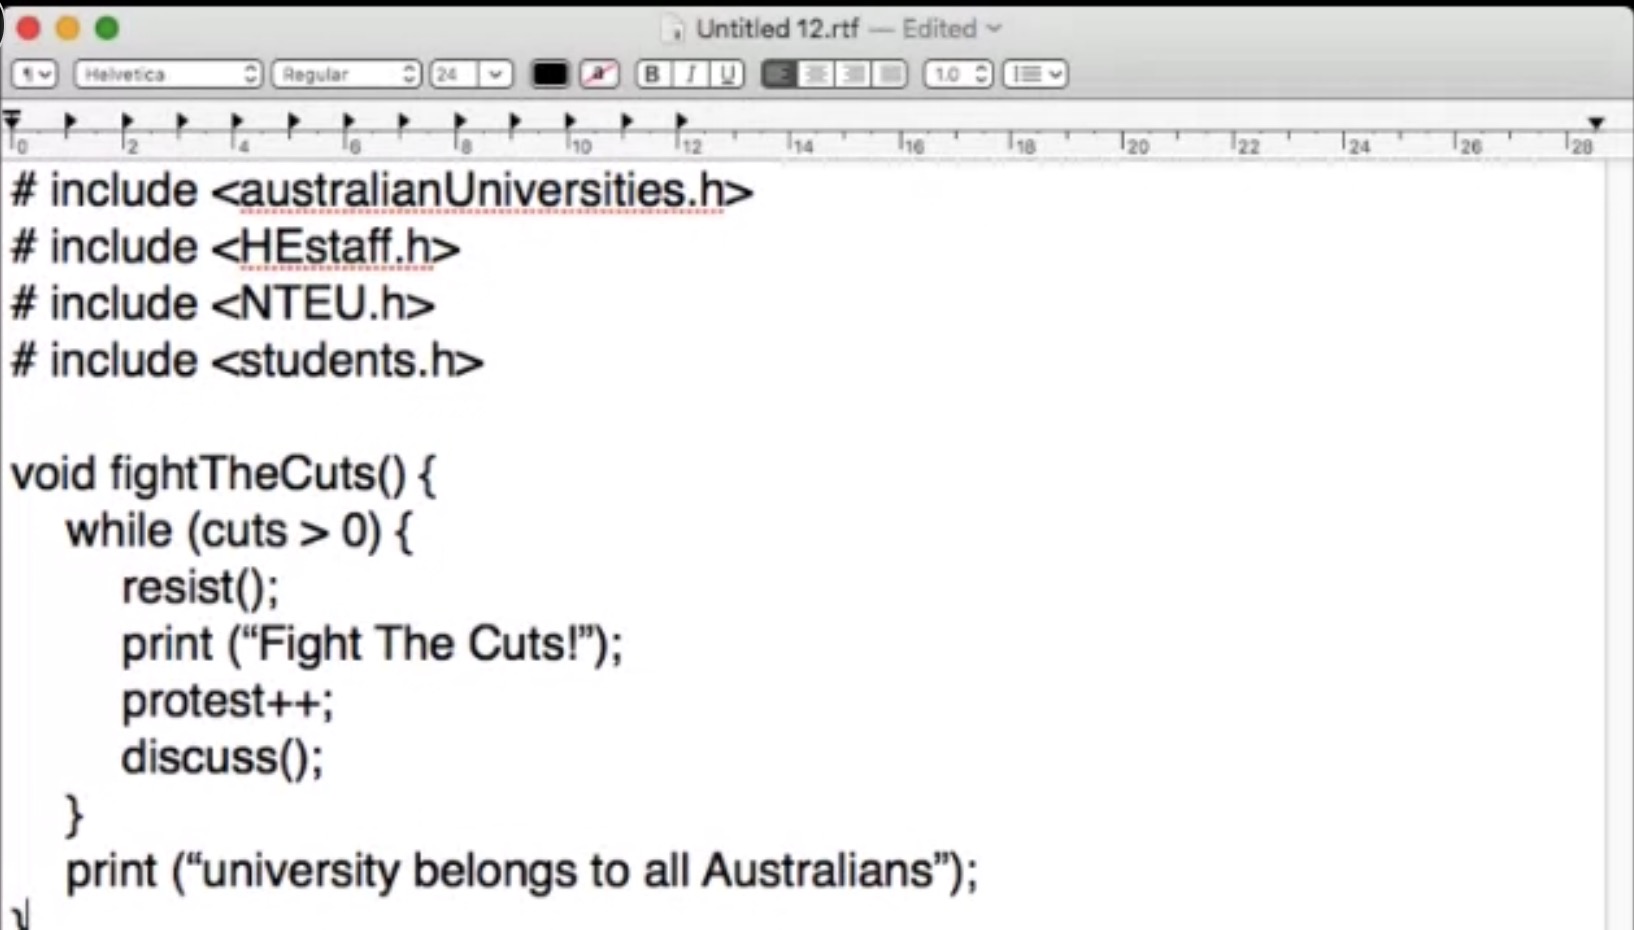 Untitled 12.rtf — Edited
¶ Helvetica Regular 24 a B I U 1.0
0 2 4 6 8 10 12 14 16 18 20 22 24 26 28
# include <australianUniversities.h>
# include <HEstaff.h>
# include <NTEU.h>
# include <students.h>
void fightTheCuts() {
while (cuts > 0) {
resist();
print (“Fight The Cuts!”);
protest++;
discuss();
}
print (“university belongs to all Australians”);
}